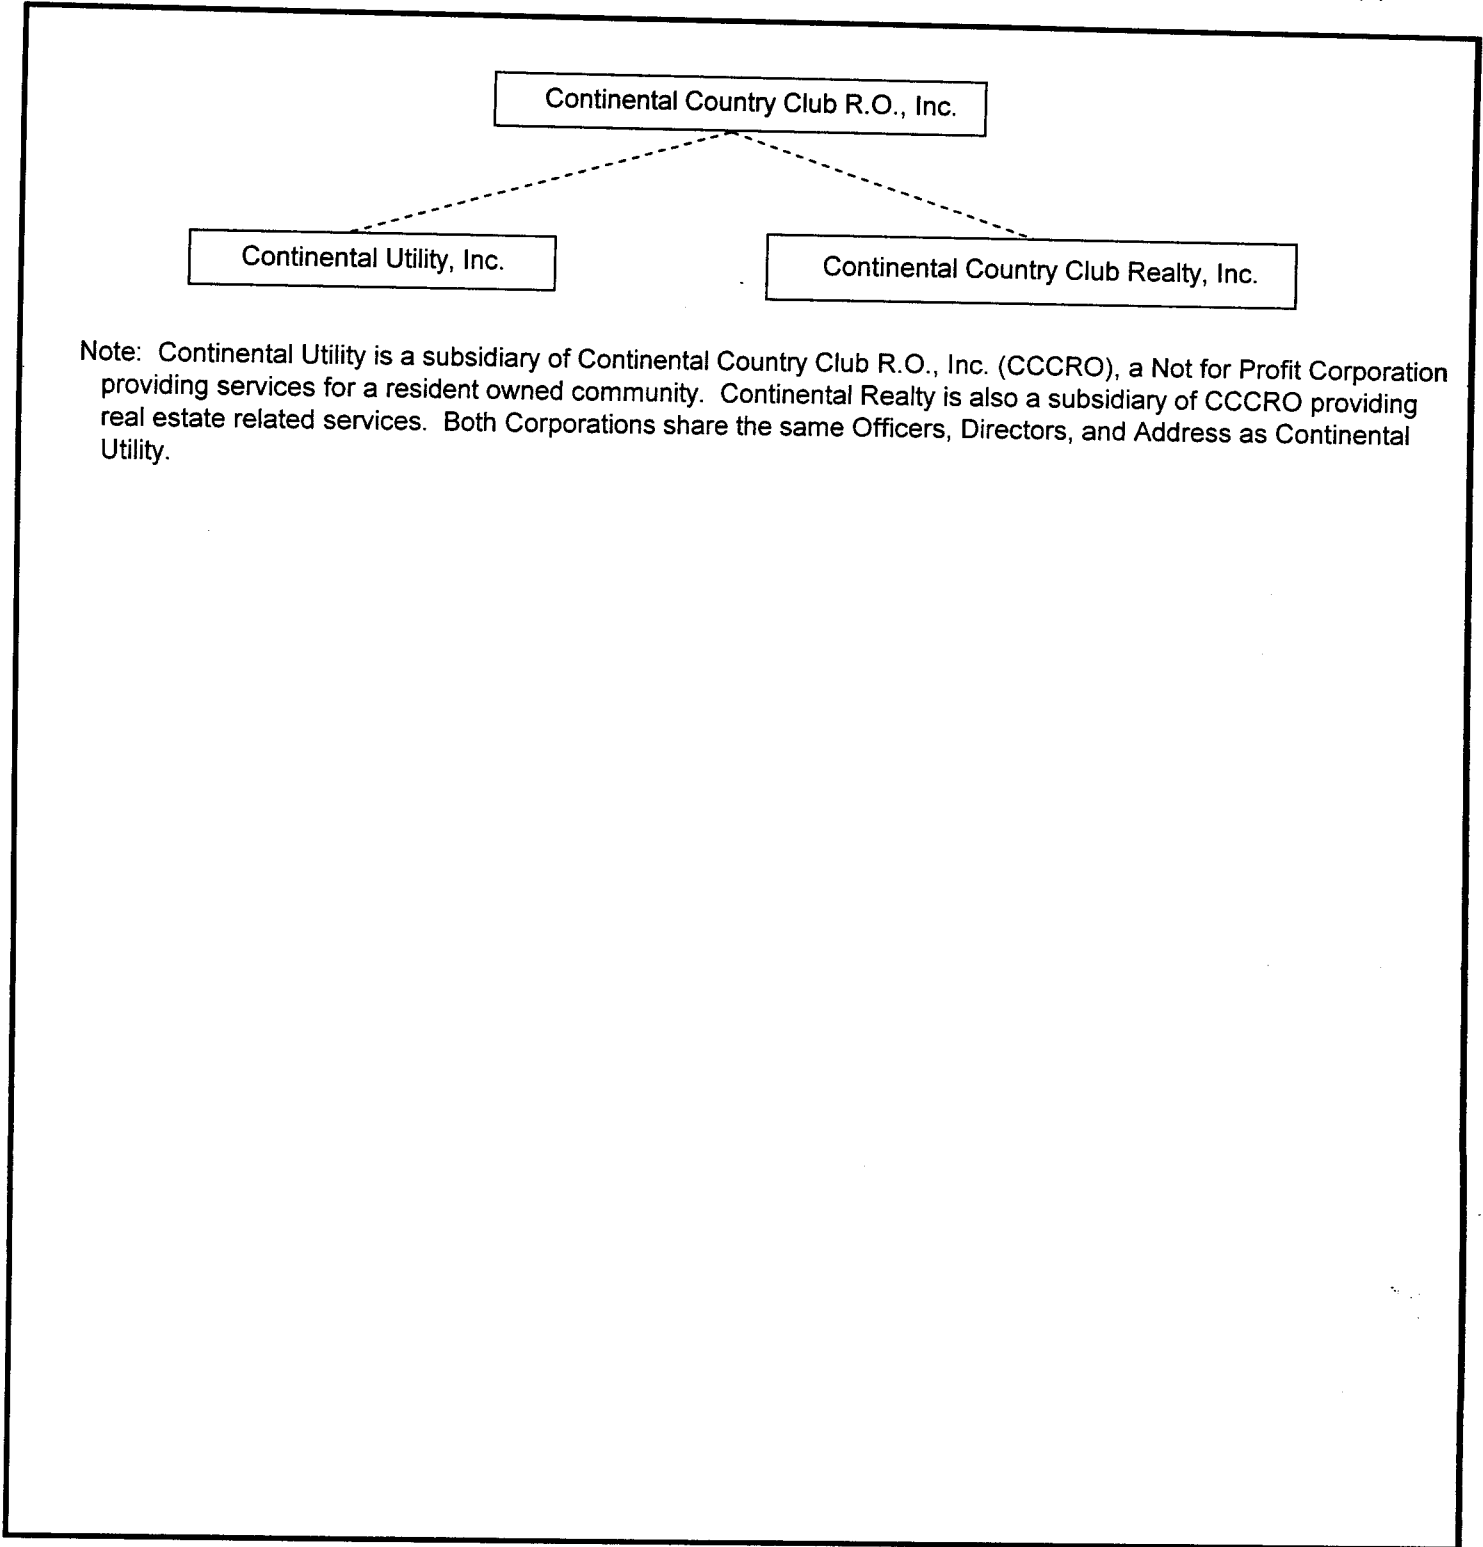 Continental Country Club R.O., Inc.
Continental Utility, Inc.
Continental Country Club Realty, Inc.
Note: Continental Utility is a subsidiary of Continental Country Club R.O., Inc. (CCCRO), a Not for Profit Corporation
providing services for a resident owned community. Continental Realty is also a subsidiary of CCCRO providing
real estate related services. Both Corporations share the same Officers, Directors, and Address as Continental
Utility.